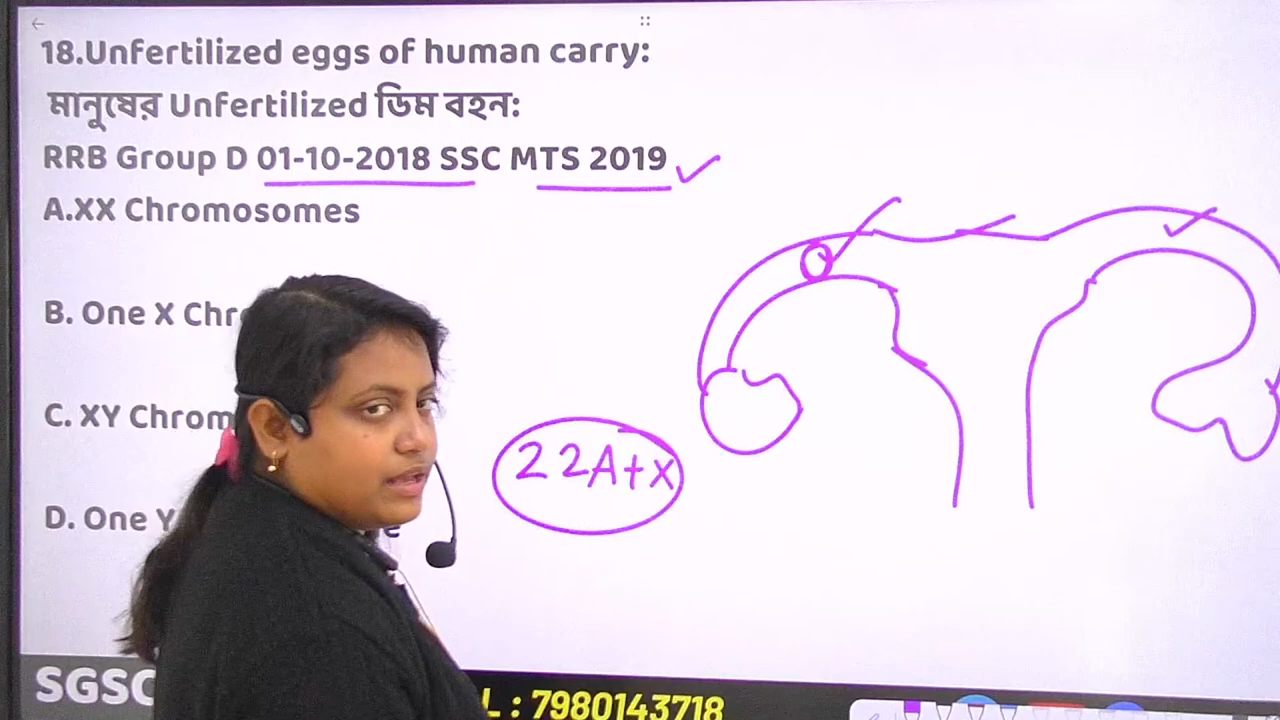 18.Unfertilized eggs of human carry:
মানুষের Unfertilized ডিম বহন:
RRB Group D 01-10-2018 SSC MTS 2019
A.XX Chromosomes
B. One X Chr
C. XY Chrom
D. One Y
22A+X
SGSC
L : 7980143718